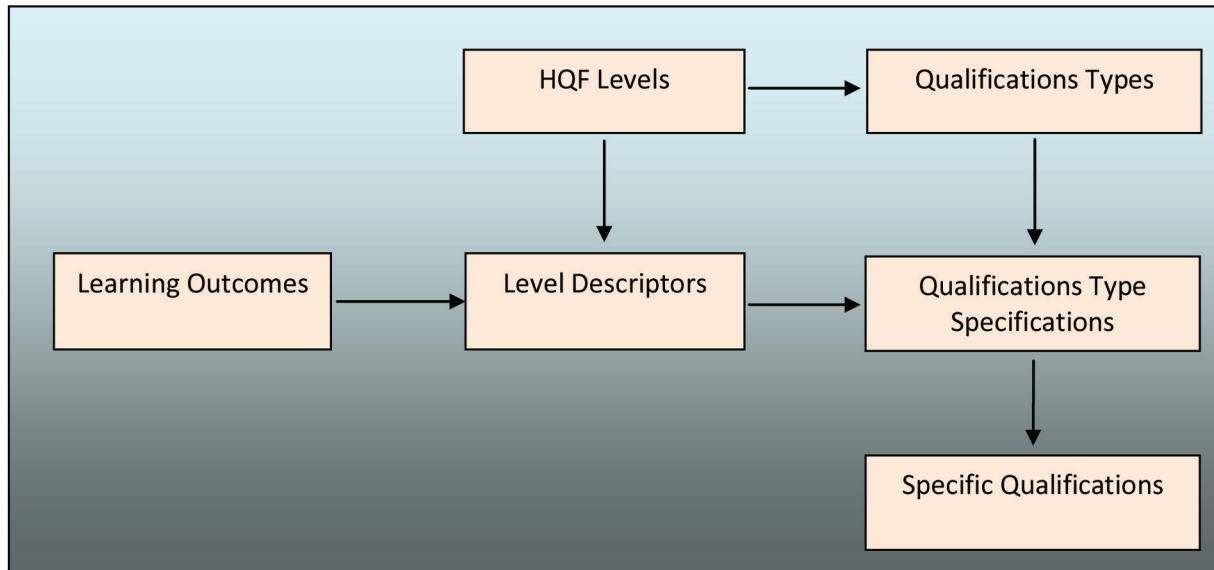 HQF Levels
Qualifications Types
Learning Outcomes
Level Descriptors
Qualifications Type
Specifications
Specific Qualifications